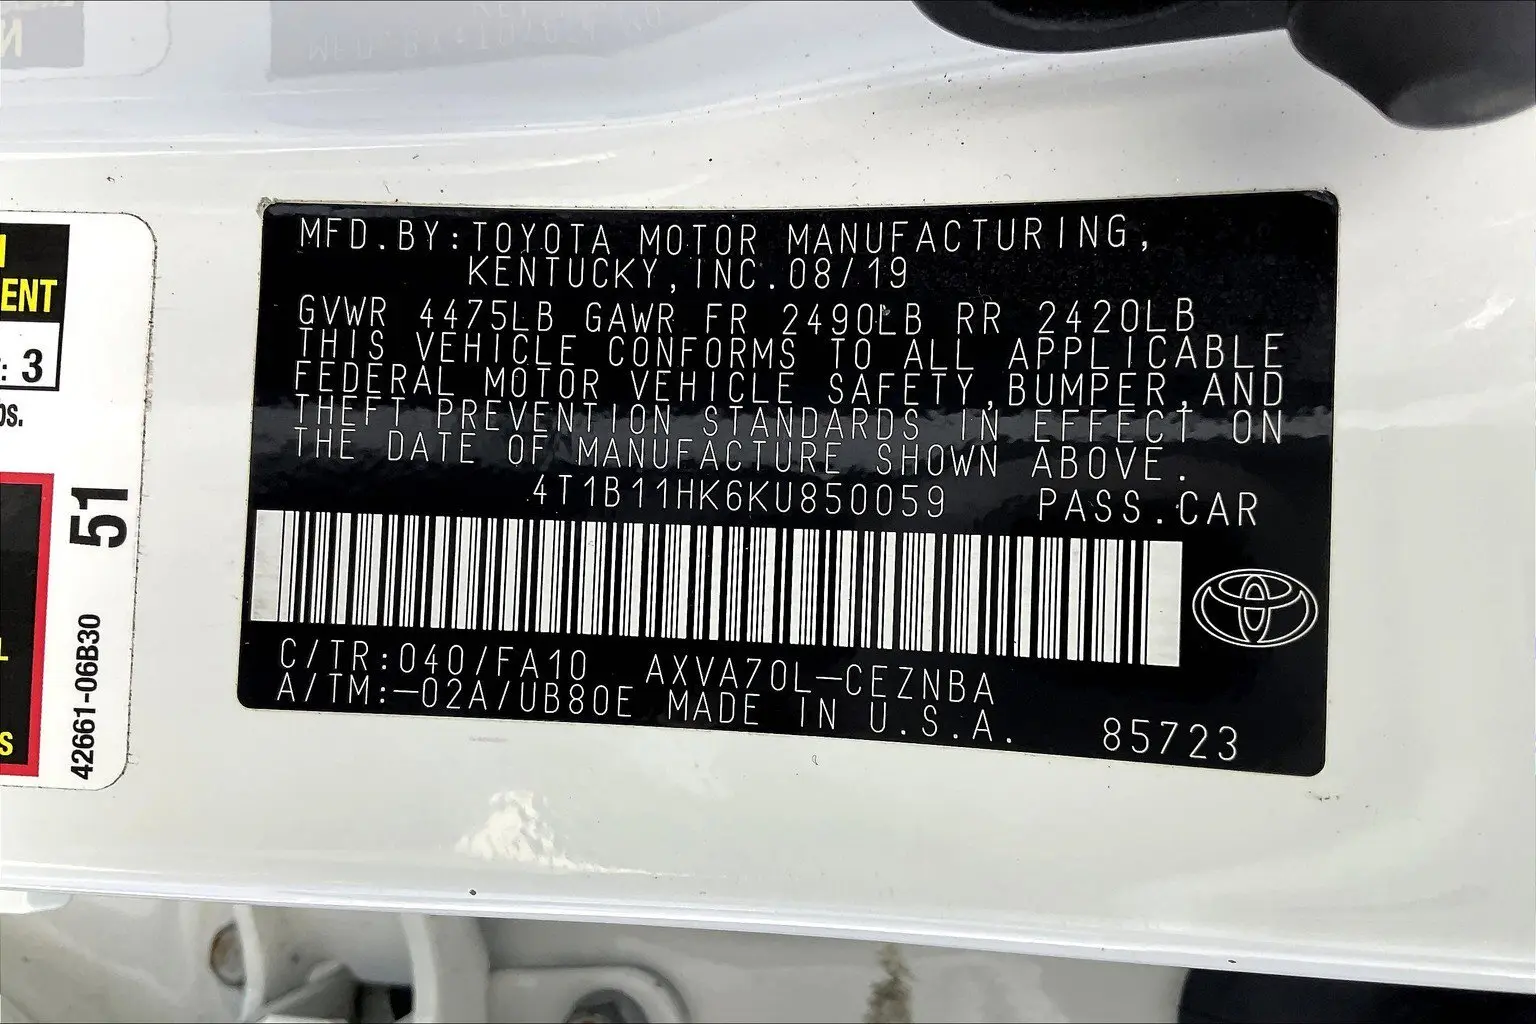 ENT
: 3
bs.
51
42661-06B30
L
S
MFD.BY:TOYOTA MOTOR MANUFACTURING,
KENTUCKY,INC.08/19
GVWR 4475LB GAWR FR 2490LB RR 2420LB
THIS VEHICLE CONFORMS TO ALL APPLICABLE
FEDERAL MOTOR VEHICLE SAFETY,BUMPER,AND
THEFT PREVENTION STANDARDS IN EFFECT ON
THE DATE OF MANUFACTURE SHOWN ABOVE.
4T1B11HK6KU850059 PASS.CAR
C/TR:040/FA10 AXVA70L-CEZNBA
A/TM:-02A/UB80E MADE IN U.S.A.
85723